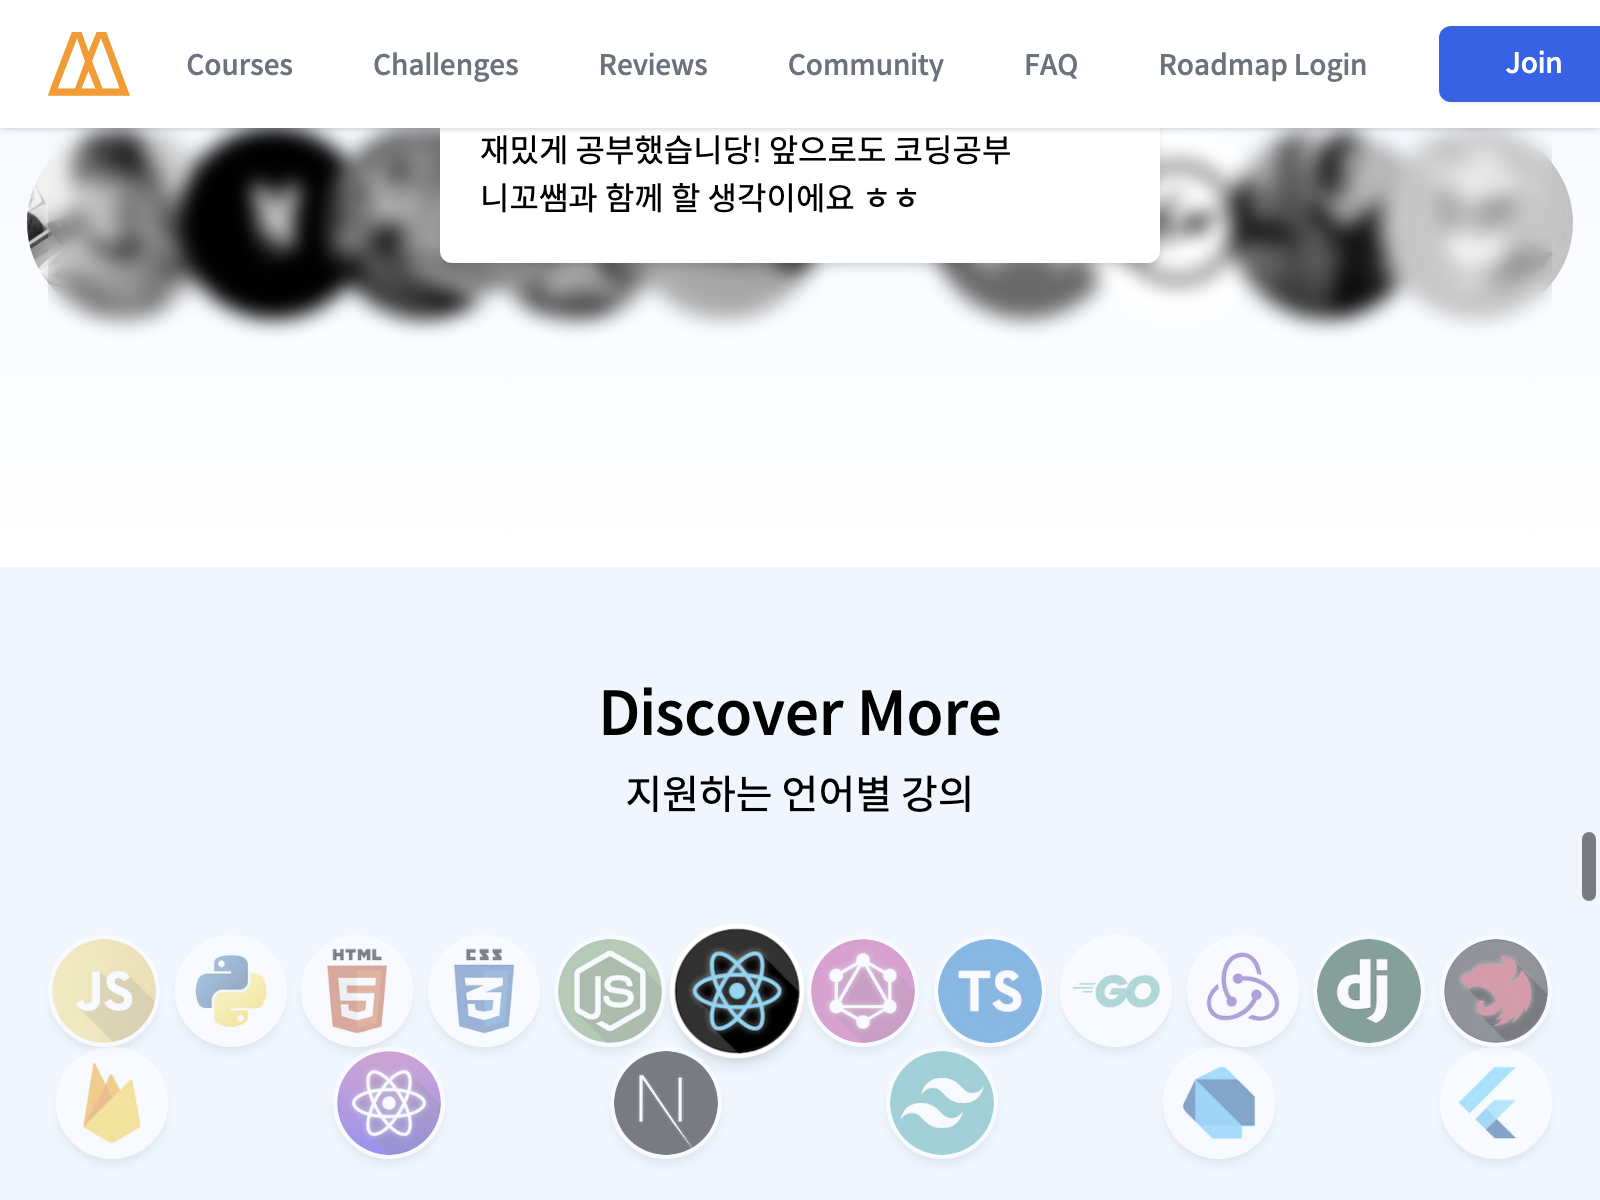 Courses Challenges Reviews Community FAQ Roadmap Login Join
재밌게 공부했습니당! 앞으로도 코딩공부
니꼬쌤과 함께 할 생각이에요 ㅎㅎ
Discover More
지원하는 언어별 강의
JS HTML 5 CSS 3 JS TS GO dj
N